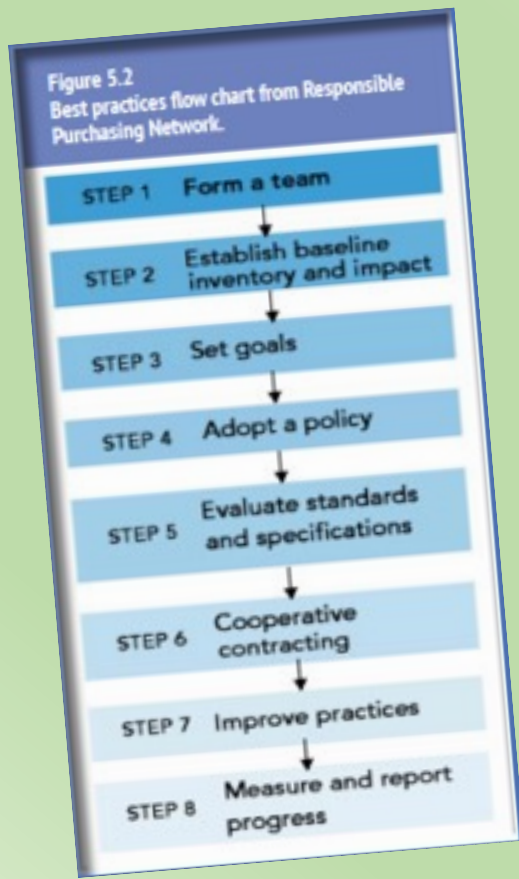 Figure 5.2
Best practices flow chart from Responsible
Purchasing Network.
STEP 1 Form a team
STEP 2 Establish baseline
inventory and impact
STEP 3 Set goals
STEP 4 Adopt a policy
STEP 5 Evaluate standards
and specifications
STEP 6 Cooperative
contracting
STEP 7 Improve practices
STEP 8 Measure and report
progress